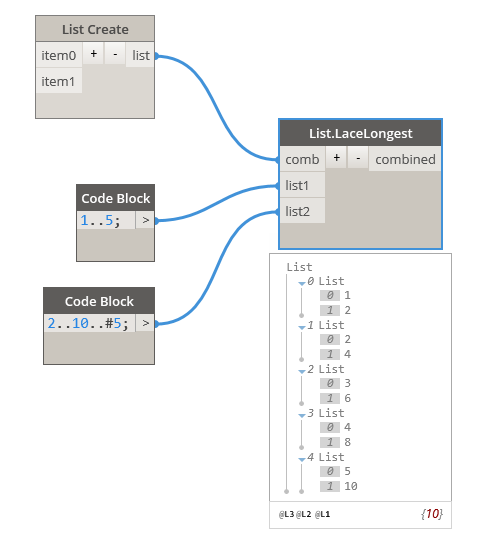 List Create
item0 + - list
item1
List.LaceLongest
comb + - combined
list1
list2
Code Block
1..5; >
Code Block
2..10..#5; >
List
0 List
0 1
1 2
1 List
0 2
1 4
2 List
0 3
1 6
3 List
0 4
1 8
4 List
0 5
1 10
@L3 @L2 @L1 {10}